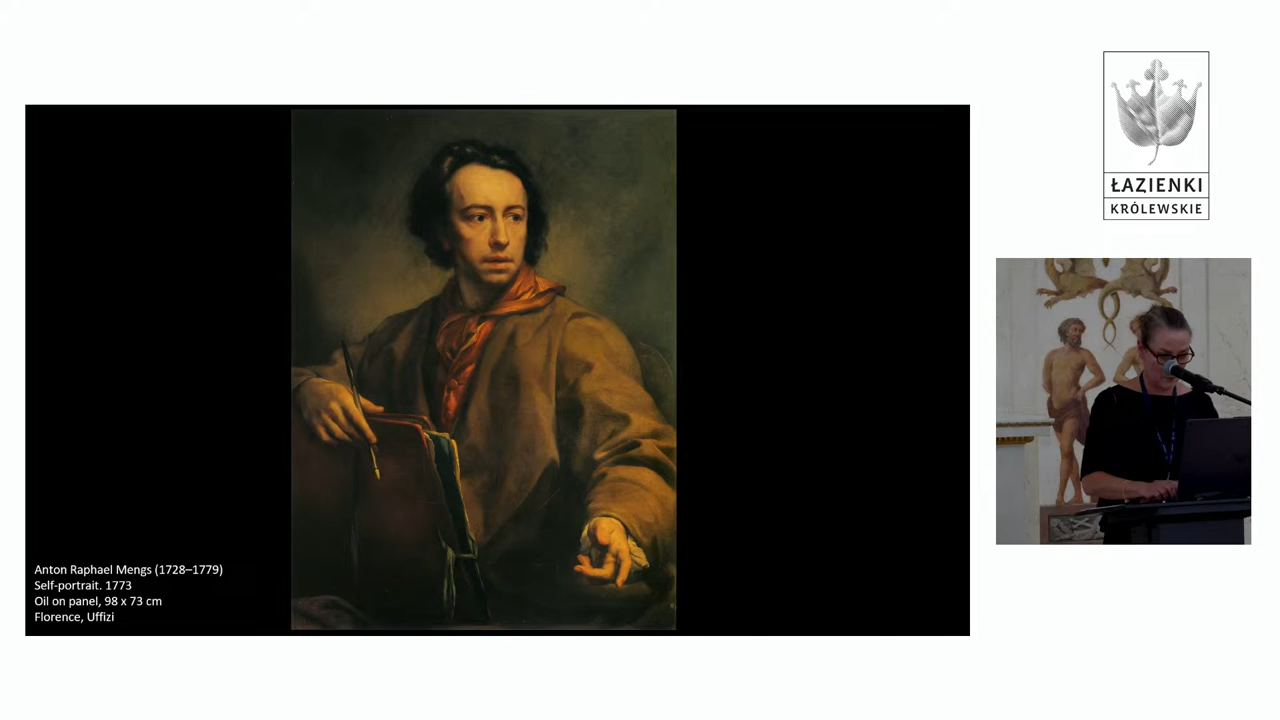 Anton Raphael Mengs (1728–1779)
Self-portrait. 1773
Oil on panel, 98 x 73 cm
Florence, Uffizi
ŁAZIENKI
KRÓLEWSKIE